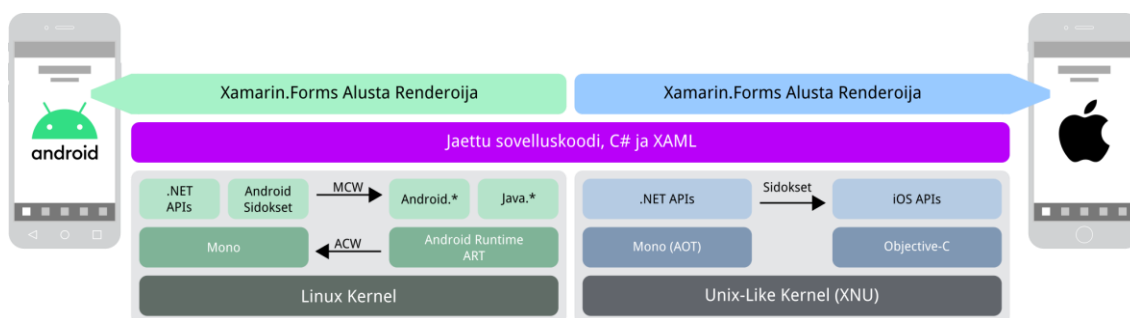 Xamarin.Forms Alusta Renderoija
Xamarin.Forms Alusta Renderoija
android
Jaettu sovelluskoodi, C# ja XAML
.NET
APIs
Android
Sidokset
MCW
Android.*
Java.*
Mono
ACW
Android Runtime
ART
Linux Kernel
.NET APIs
Sidokset
iOS APIs
Mono (AOT)
Objective-C
Unix-Like Kernel (XNU)